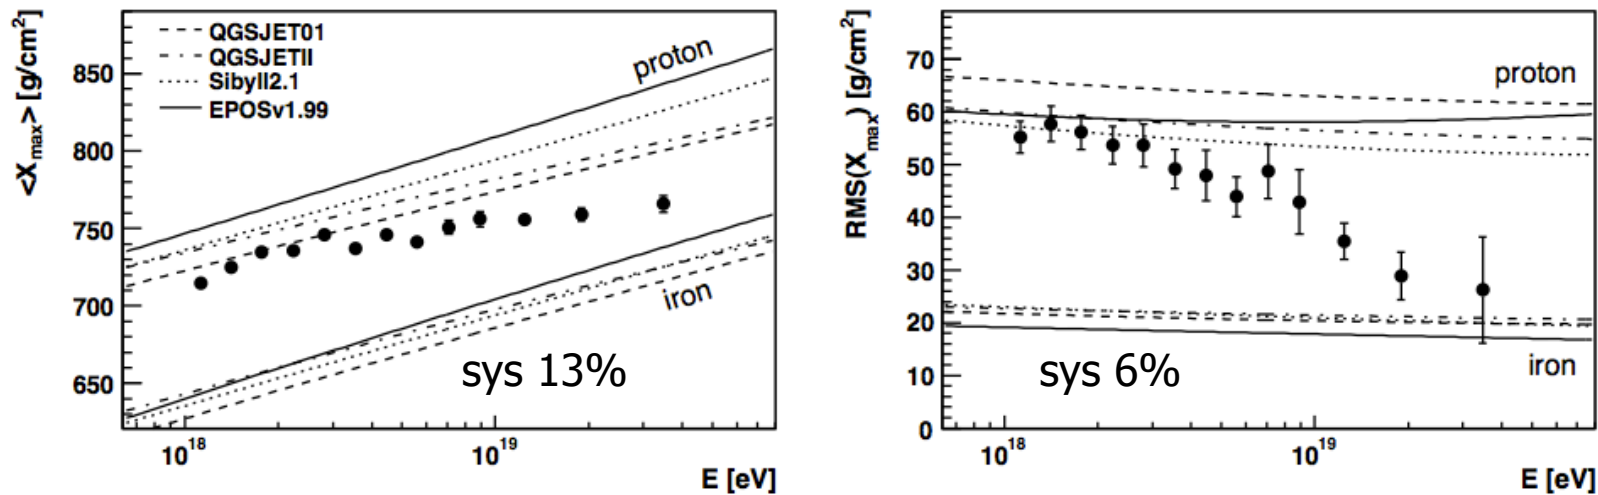 <X_max> [g/cm²]
850
800
750
700
650
QGSJET01
QGSJETII
Sibyll2.1
EPOSv1.99
proton
iron
sys 13%
10^18
10^19
E [eV]
RMS(X_max) [g/cm²]
70
60
50
40
30
20
10
0
proton
iron
sys 6%
10^18
10^19
E [eV]